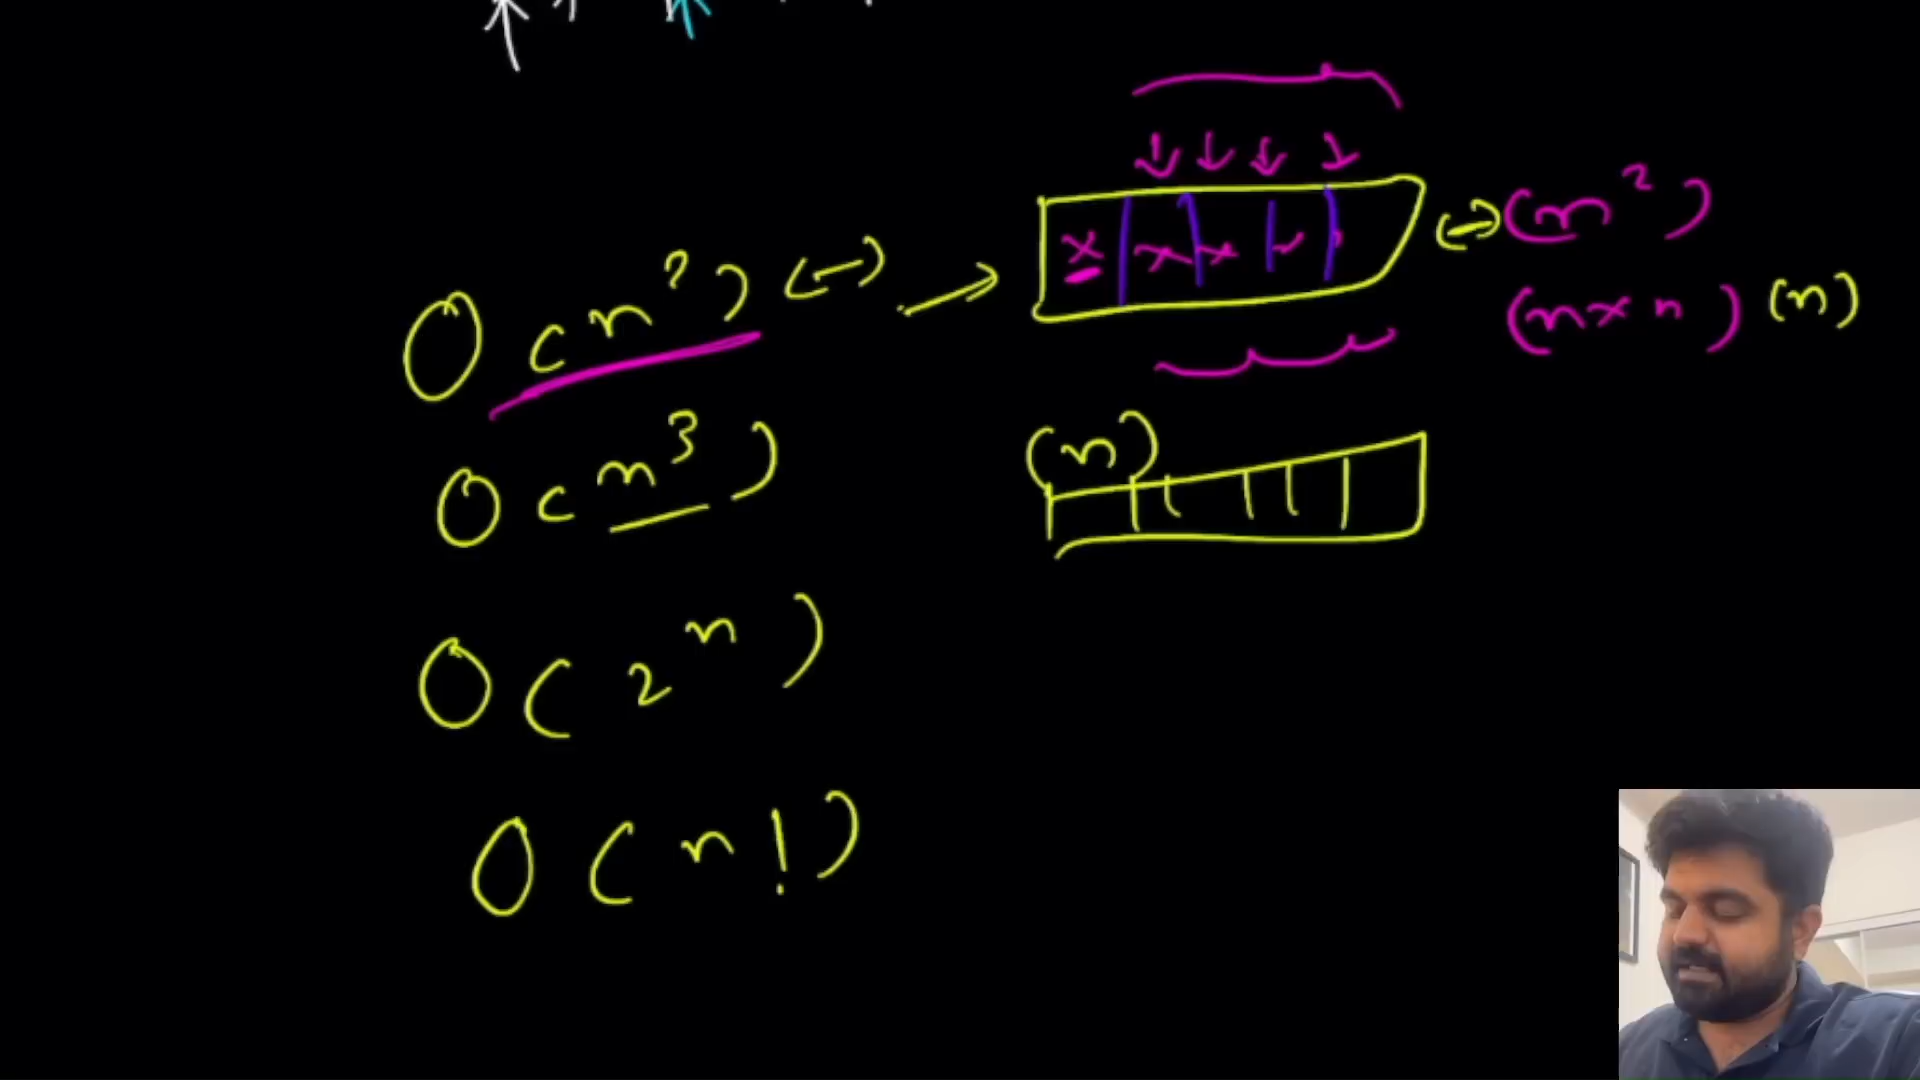 O(n²) <-> → x x x <-> (n²)
(n x n) (n)
O(n³) (n)
O(2ⁿ)
O(n!)